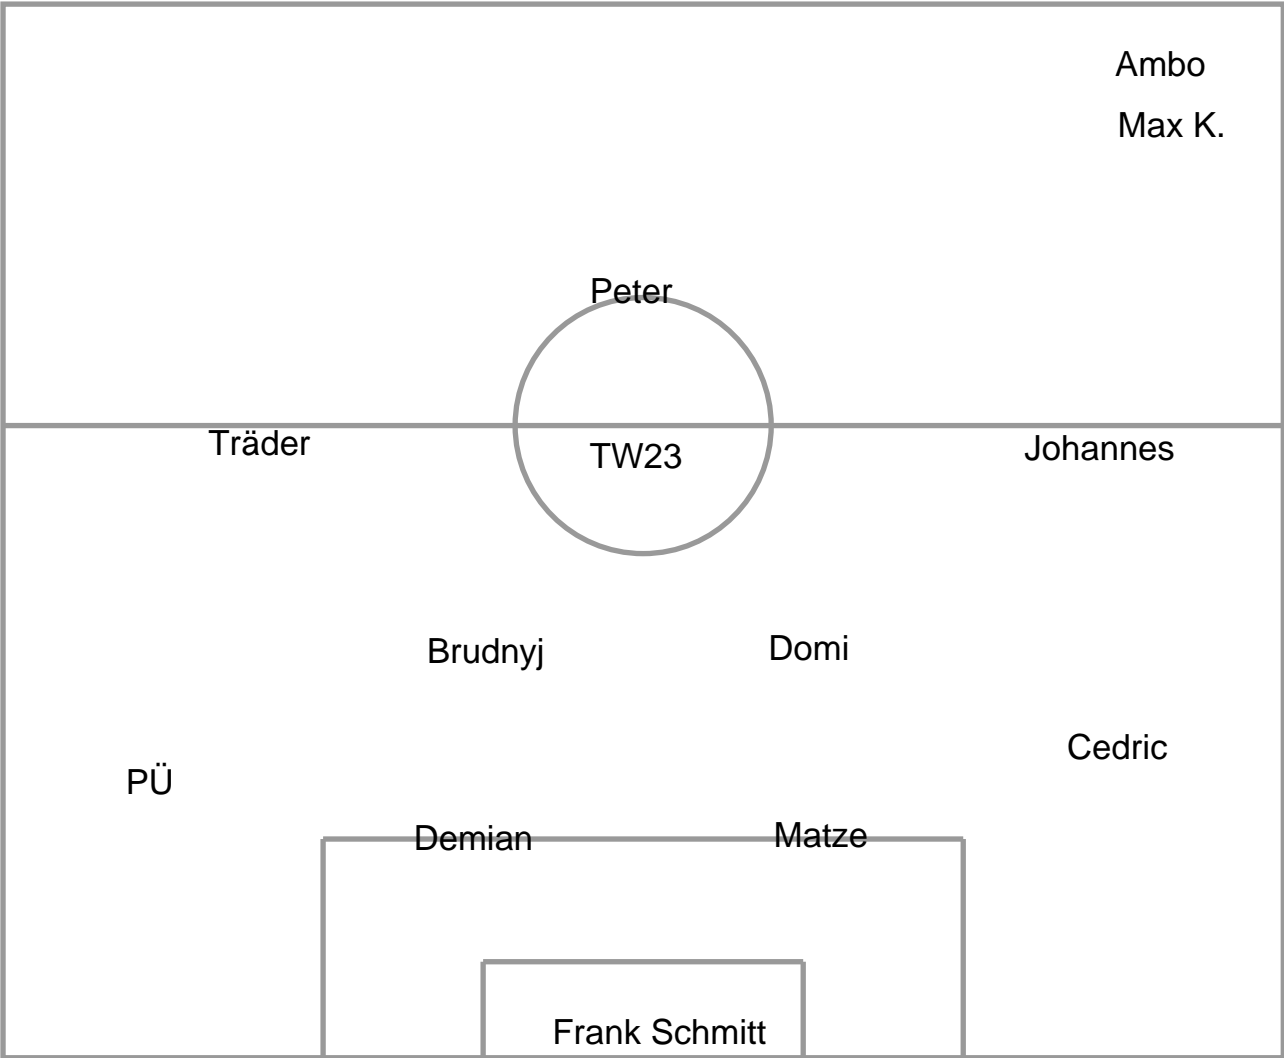 Ambo
Max K.
Peter
Träder
TW23
Johannes
Brudnyj
Domi
Cedric
PÜ
Demian
Matze
Frank Schmitt